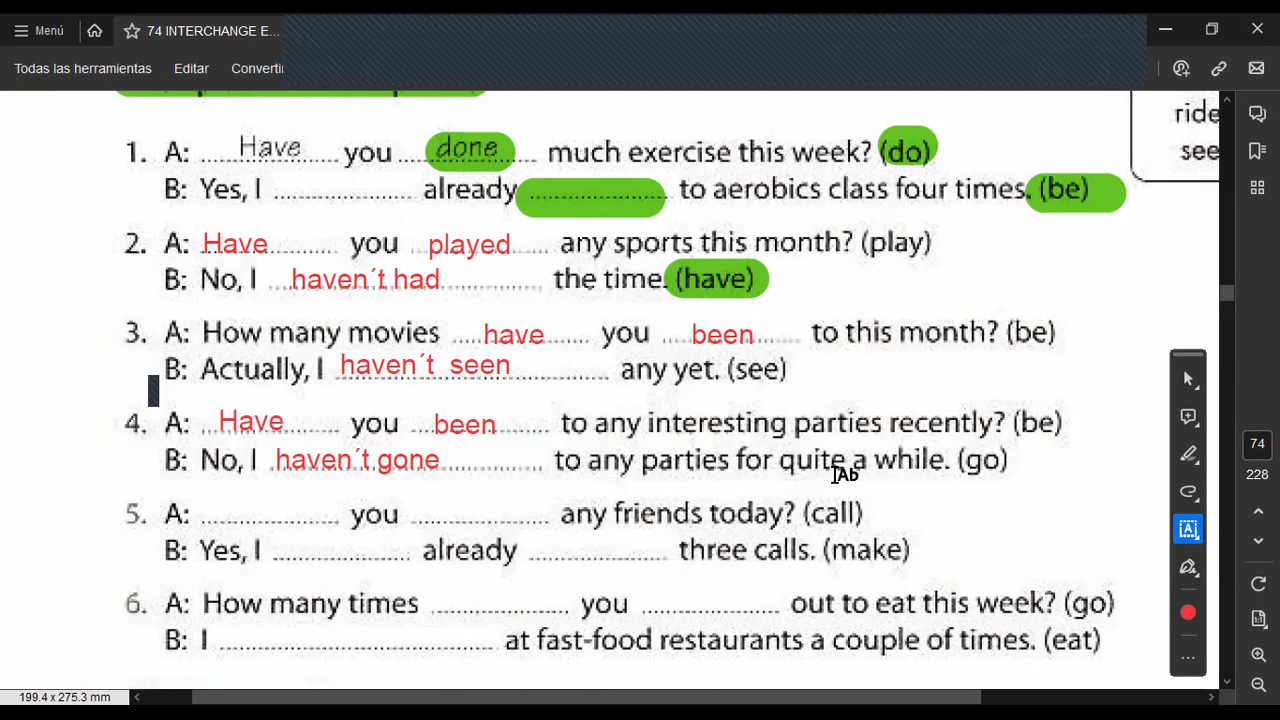 Menú
74 INTERCHANGE E...
Todas las herramientas Editar Converti
ride
see
1. A: Have you done much exercise this week? (do)
B: Yes, I .................... already .................... to aerobics class four times. (be)
2. A: Have you played any sports this month? (play)
B: No, I haven´t had the time. (have)
3. A: How many movies have you been to this month? (be)
B: Actually, I haven´t seen any yet. (see)
4. A: Have you been to any interesting parties recently? (be)
B: No, I haven´t gone to any parties for quite a while. (go)
Ab
5. A: .................... you .................... any friends today? (call)
B: Yes, I .................... already .................... three calls. (make)
6. A: How many times .................... you .................... out to eat this week? (go)
B: I .................... at fast-food restaurants a couple of times. (eat)
74
228
199.4 x 275.3 mm